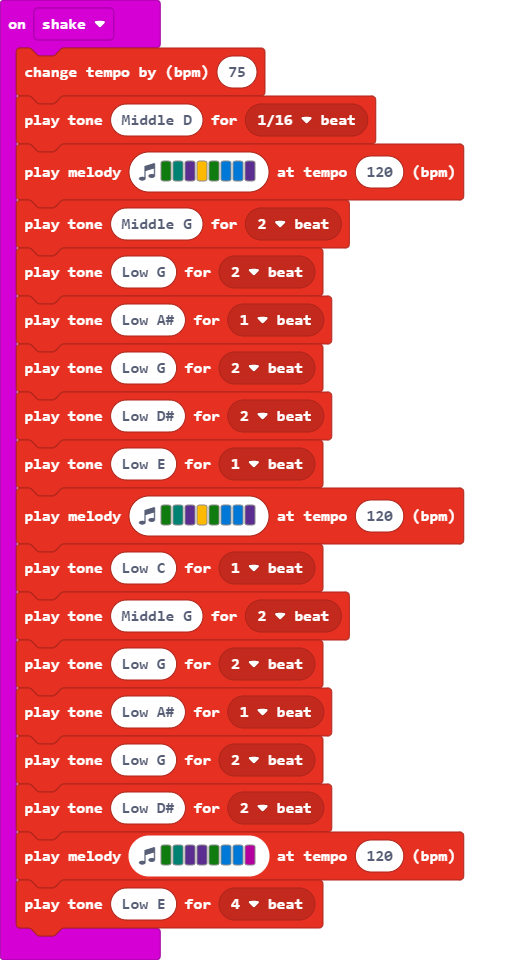 on shake
change tempo by (bpm) 75
play tone Middle D for 1/16 beat
play melody at tempo 120 (bpm)
play tone Middle G for 2 beat
play tone Low G for 2 beat
play tone Low A# for 1 beat
play tone Low G for 2 beat
play tone Low D# for 2 beat
play tone Low E for 1 beat
play melody at tempo 120 (bpm)
play tone Low C for 1 beat
play tone Middle G for 2 beat
play tone Low G for 2 beat
play tone Low A# for 1 beat
play tone Low G for 2 beat
play tone Low D# for 2 beat
play melody at tempo 120 (bpm)
play tone Low E for 4 beat